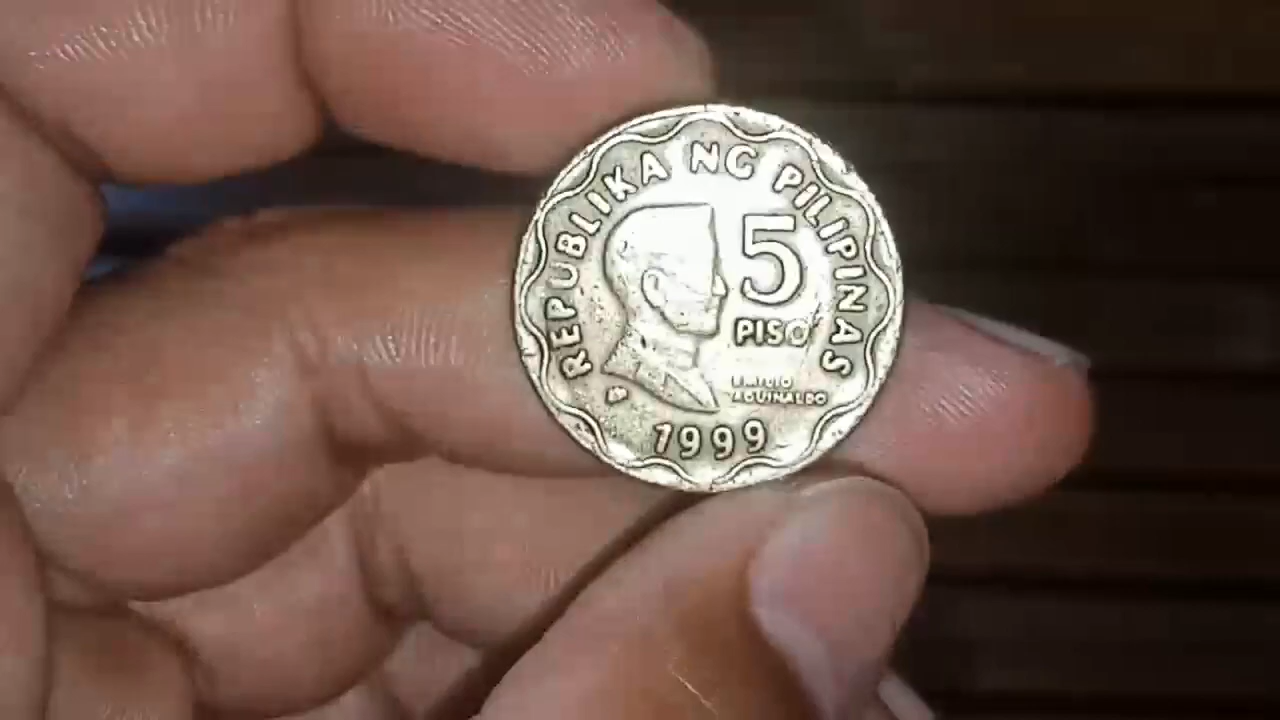 REPUBLIKA NG PILIPINAS
5
PISO
EMILIO
AGUINALDO
1999